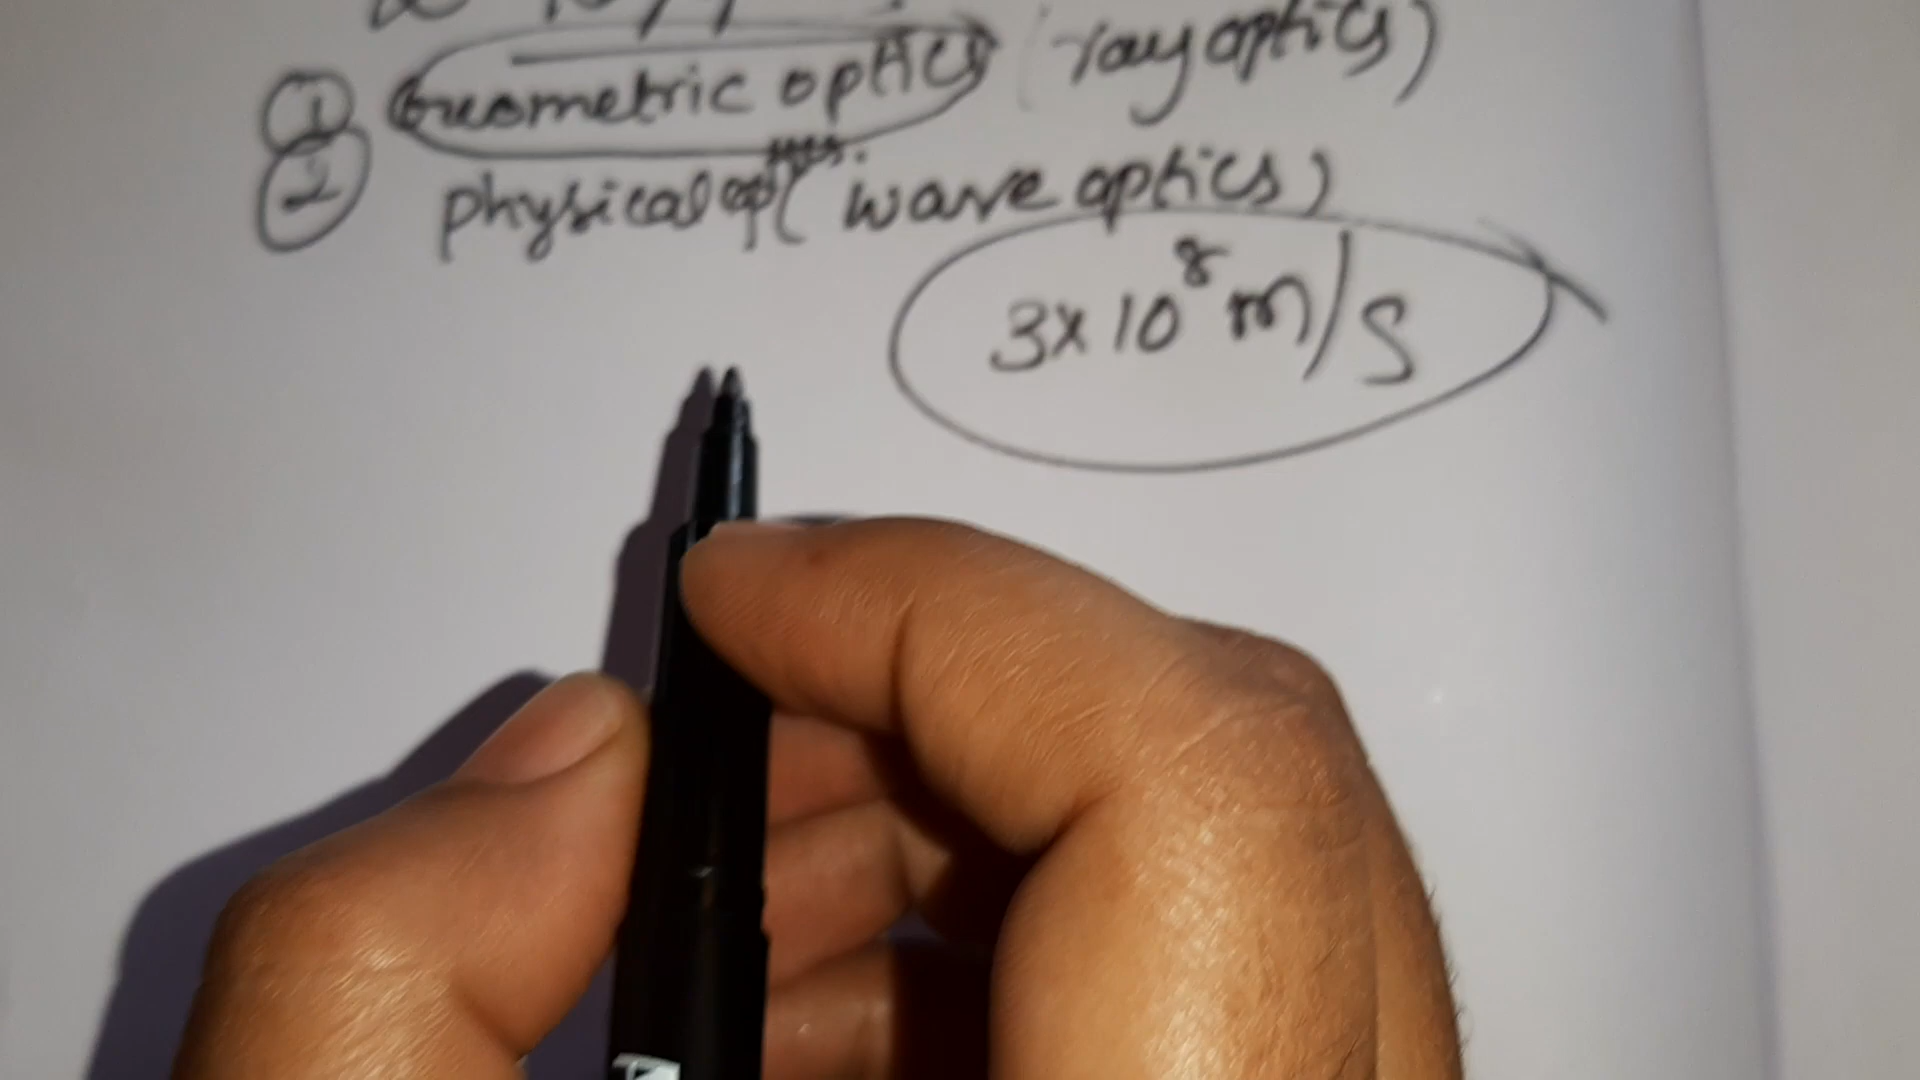 ① Geometric optics (ray optics)
② physical op (wave optics)
3x10⁸ m/s